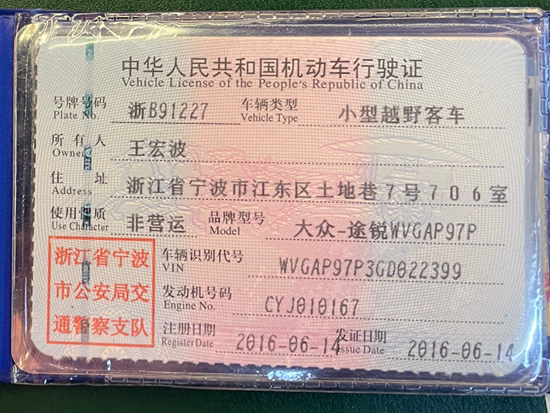 中华人民共和国机动车行驶证
Vehicle License of the People's Republic of China
号牌号码 浙B91227 车辆类型 小型越野客车
Plate No. Vehicle Type
所有人 王宏波
Owner
住址 浙江省宁波市江东区土地巷7号706室
Address
使用性质 非营运 品牌型号 大众-途锐WVGAP97P
Use Character Model
浙江省宁波
市公安局交
通警察支队
车辆识别代号 WVGAP97P3GD022399
VIN
发动机号码 CYJ010167
Engine No.
注册日期 2016-06-14 发证日期 2016-06-14
Register Date Issue Date